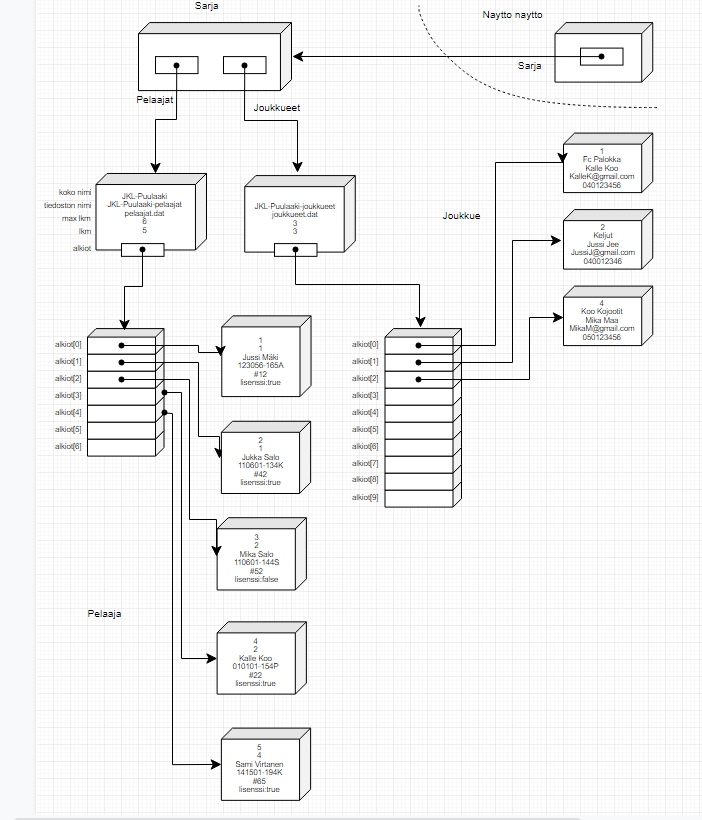 Sarja
Naytto naytto
Sarja
Pelaajat
Joukkueet
koko nimi
tiedoston nimi
max lkm
lkm
alkiot
JKL-Puulaaki
JKL-Puulaaki-pelaajat
pelaajat.dat
6
5
JKL-Puulaaki-joukkueet
joukkueet.dat
3
3
Joukkue
1
Fc Palokka
Kalle Koo
KalleK@gmail.com
040123456
2
Keljut
Jussi Jee
JussiJ@gmail.com
040012346
4
Koo Kojootit
Mika Maa
MikaM@gmail.com
050123456
alkiot[0]
alkiot[1]
alkiot[2]
alkiot[3]
alkiot[4]
alkiot[5]
alkiot[6]
1
1
Jussi Mäki
123056-165A
#12
lisenssi:true
2
1
Jukka Salo
110601-134K
#42
lisenssi:true
3
2
Mika Salo
110601-144S
#52
lisenssi:false
Pelaaja
4
2
Kalle Koo
010101-154P
#22
lisenssi:true
5
4
Sami Virtanen
141501-194K
#65
lisenssi:true
alkiot[0]
alkiot[1]
alkiot[2]
alkiot[3]
alkiot[4]
alkiot[5]
alkiot[6]
alkiot[7]
alkiot[8]
alkiot[9]